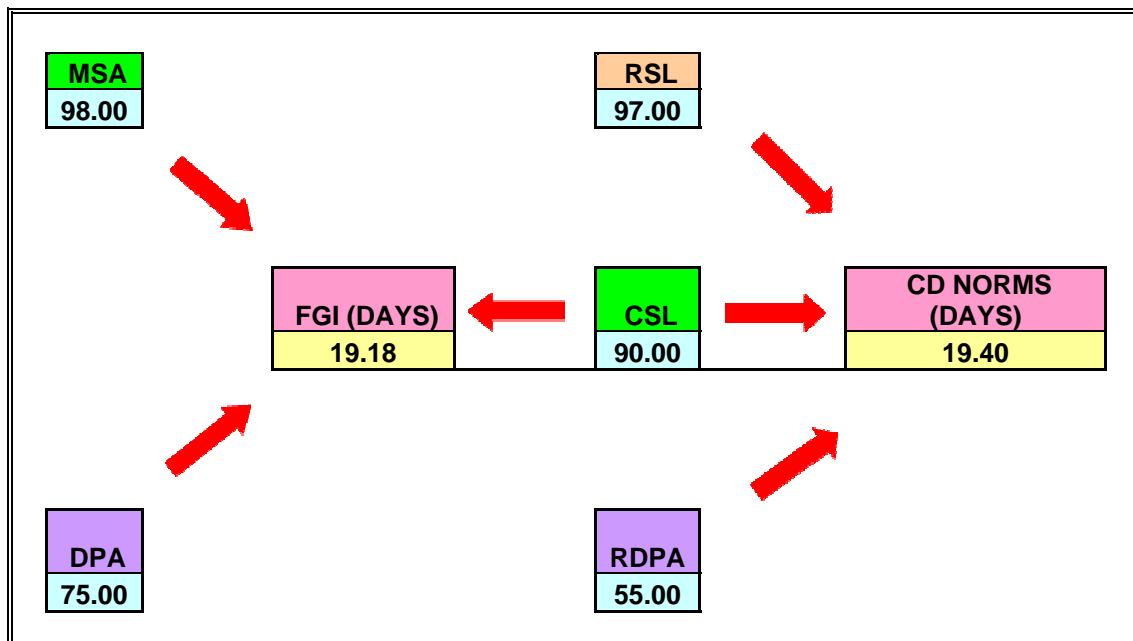 MSA
98.00
RSL
97.00
FGI (DAYS)
19.18
CSL
90.00
CD NORMS
(DAYS)
19.40
DPA
75.00
RDPA
55.00